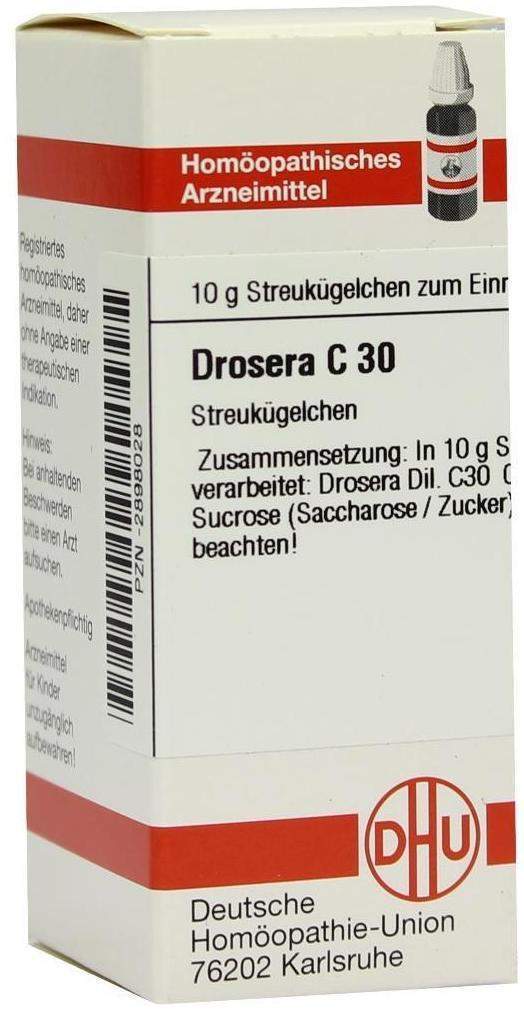 Homöopathisches
Arzneimittel
10 g Streukügelchen zum Einr
Drosera C 30
Streukügelchen
Zusammensetzung: In 10 g S
verarbeitet: Drosera Dil. C30
Sucrose (Saccharose / Zucker)
beachten!
DHU
Deutsche
Homöopathie-Union
76202 Karlsruhe
Registriertes
homöopathisches
Arzneimittel, daher
ohne Angabe einer
therapeutischen
Indikation.
Hinweis:
Bei anhaltenden
Beschwerden
bitte einen Arzt
aufsuchen.
Apothekenpflichtig
Arzneimittel
für Kinder
unzugänglich
aufbewahren!
PZN -2898028